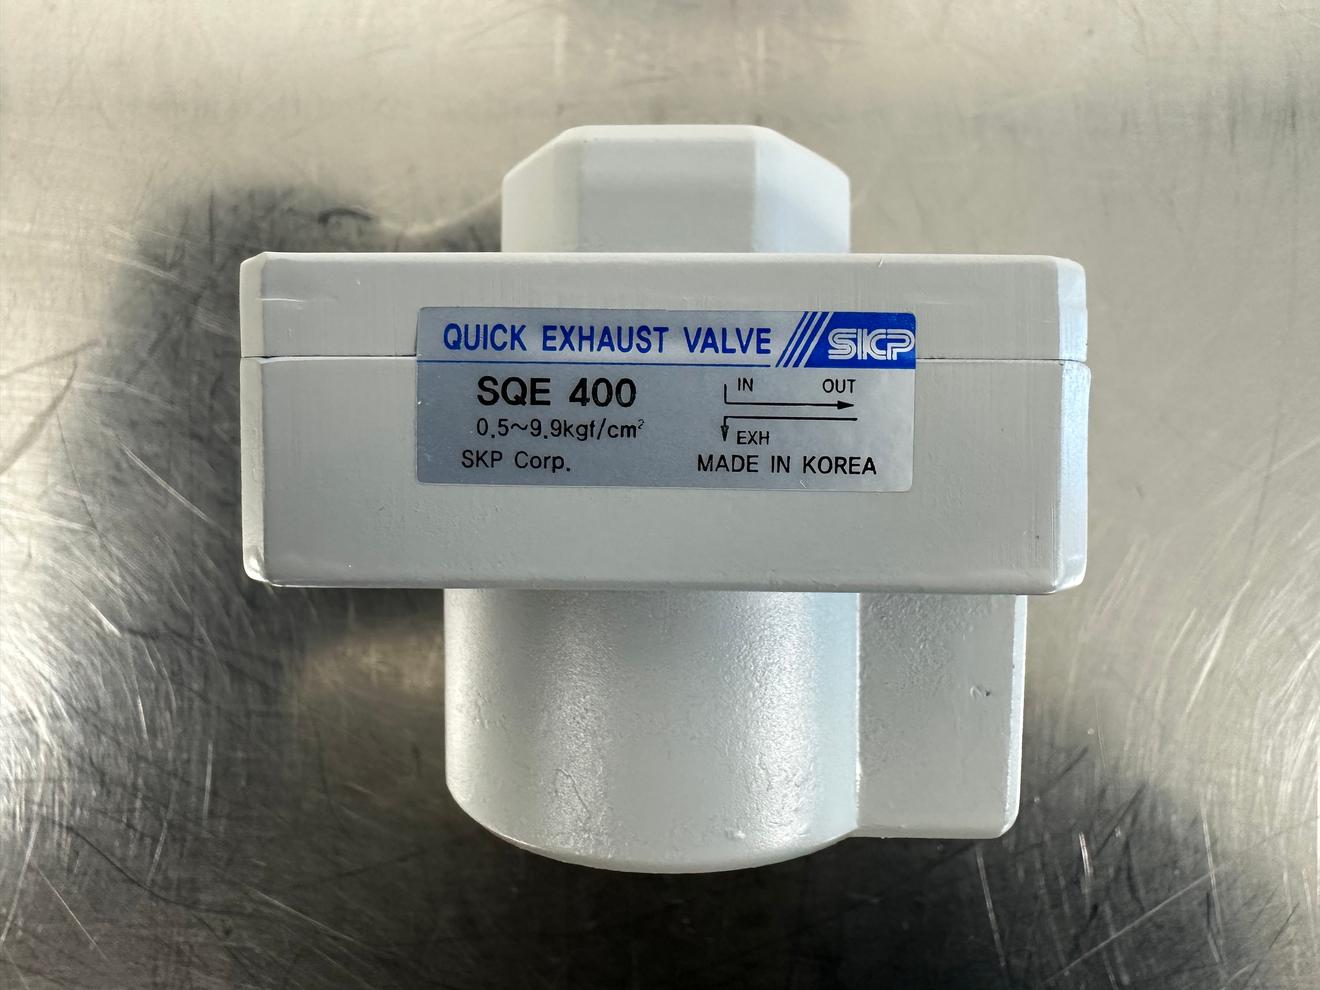 QUICK EXHAUST VALVE SKP
SQE 400
IN OUT
0.5~9.9kgf/cm²
EXH
SKP Corp.
MADE IN KOREA